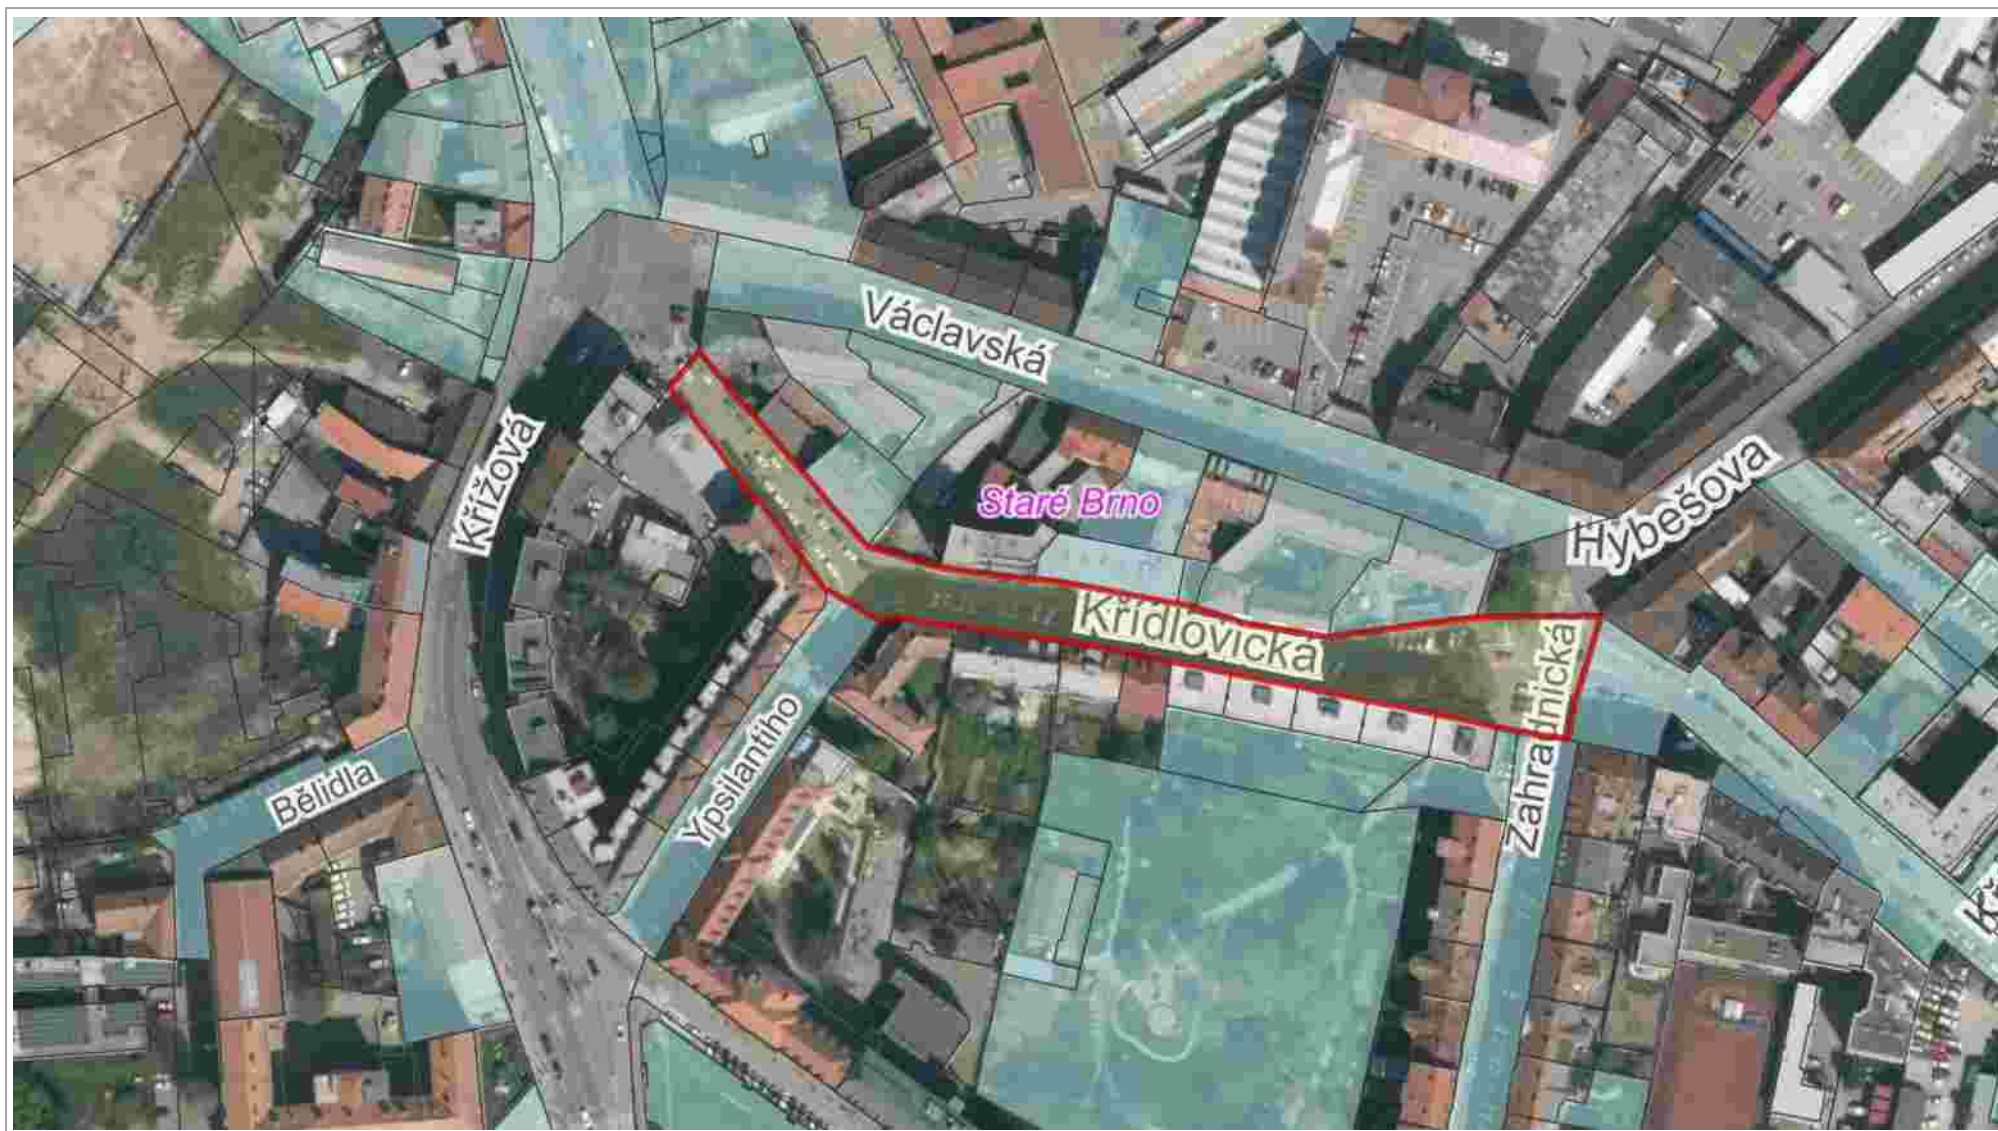 Václavská
Křížová
Staré Brno
Hybešova
Křídlovická
Zahradnická
Ypsilantiho
Bělidla